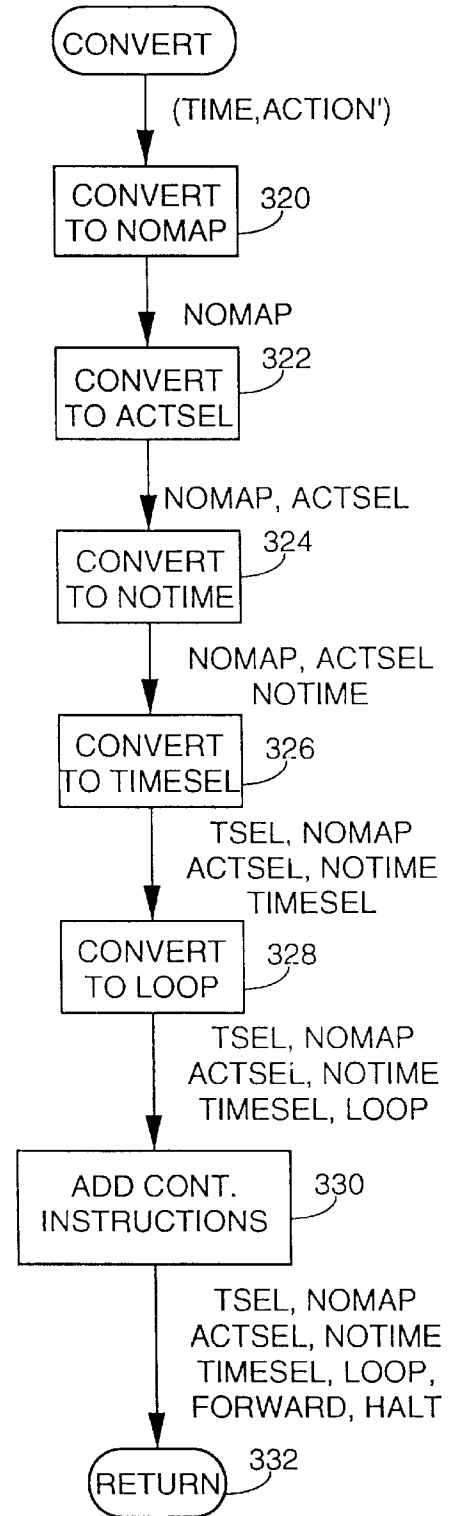 CONVERT
(TIME,ACTION')
CONVERT
TO NOMAP
320
NOMAP
CONVERT
TO ACTSEL
322
NOMAP, ACTSEL
CONVERT
TO NOTIME
324
NOMAP, ACTSEL
NOTIME
CONVERT
TO TIMESEL
326
TSEL, NOMAP
ACTSEL, NOTIME
TIMESEL
CONVERT
TO LOOP
328
TSEL, NOMAP
ACTSEL, NOTIME
TIMESEL, LOOP
ADD CONT.
INSTRUCTIONS
330
TSEL, NOMAP
ACTSEL, NOTIME
TIMESEL, LOOP,
FORWARD, HALT
RETURN
332